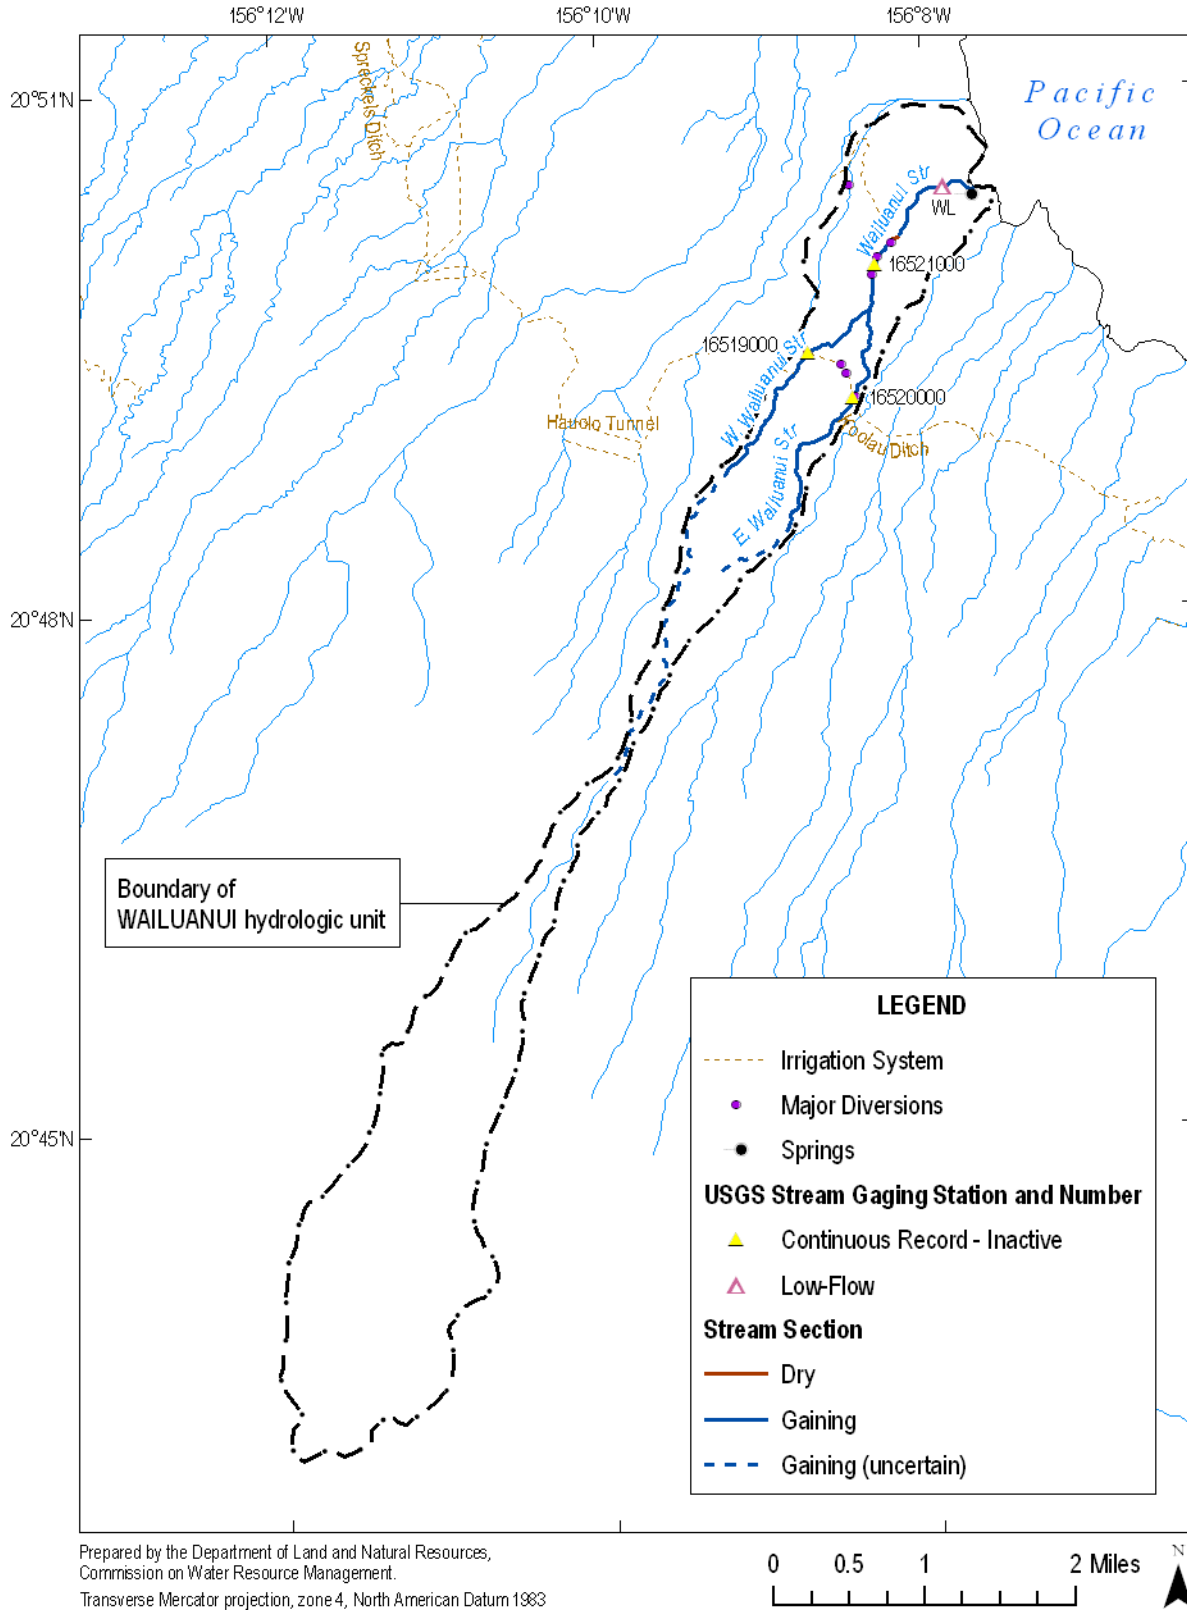 156°12'W
156°10'W
156°8'W
20°51'N
Spreckels Ditch
Pacific
Ocean
Wailuanui Str
WL
16521000
16519000
W. Wailuanui Str
16520000
Hauolo Tunnel
Koolau Ditch
E. Wailuanui Str
20°48'N
Boundary of
WAILUANUI hydrologic unit
LEGEND
Irrigation System
Major Diversions
20°45'N
Springs
USGS Stream Gaging Station and Number
Continuous Record - Inactive
Low-Flow
Stream Section
Dry
Gaining
Gaining (uncertain)
Prepared by the Department of Land and Natural Resources,
Commission on Water Resource Management.
Transverse Mercator projection, zone 4, North American Datum 1983
0 0.5 1 2 Miles
N